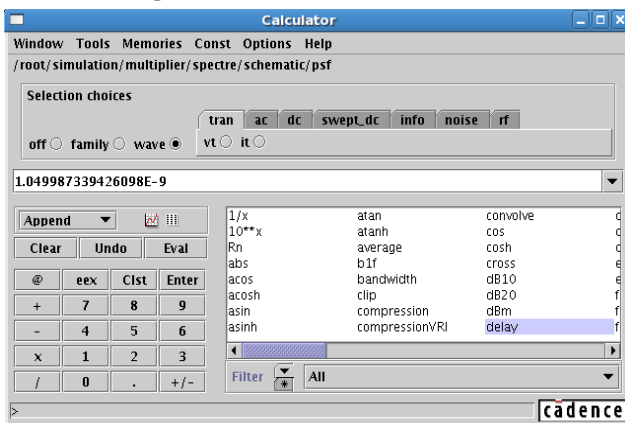 Calculator
Window Tools Memories Const Options Help
/root/simulation/multiplier/spectre/schematic/psf
Selection choices
tran ac dc swept_dc info noise rf
off family wave vt it
1.049987339426098E-9
Append
Clear Undo Eval
@ eex Clst Enter
+ 7 8 9
- 4 5 6
x 1 2 3
/ 0 . +/-
1/x atan convolve
10**x atanh cos
Rn average cosh
abs b1f cross
acos bandwidth dB10
acosh clip dB20
asin compression dBm
asinh compressionVRI delay
Filter * All
>
cādence